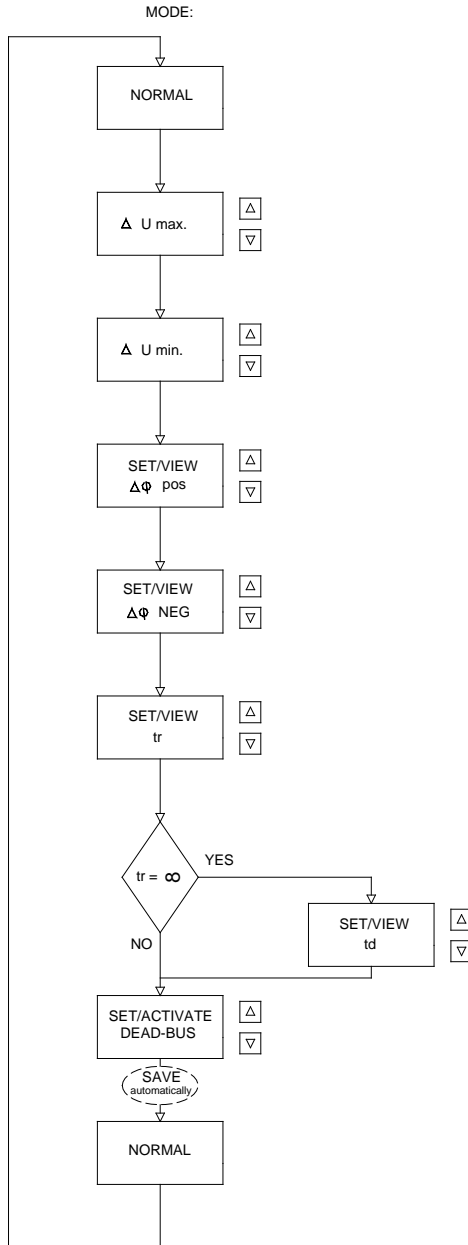 MODE:
NORMAL
Δ U max.
Δ U min.
SET/VIEW
Δφ pos
SET/VIEW
Δφ NEG
SET/VIEW
tr
tr = ∞
YES
NO
SET/VIEW
td
SET/ACTIVATE
DEAD-BUS
SAVE
automatically
NORMAL